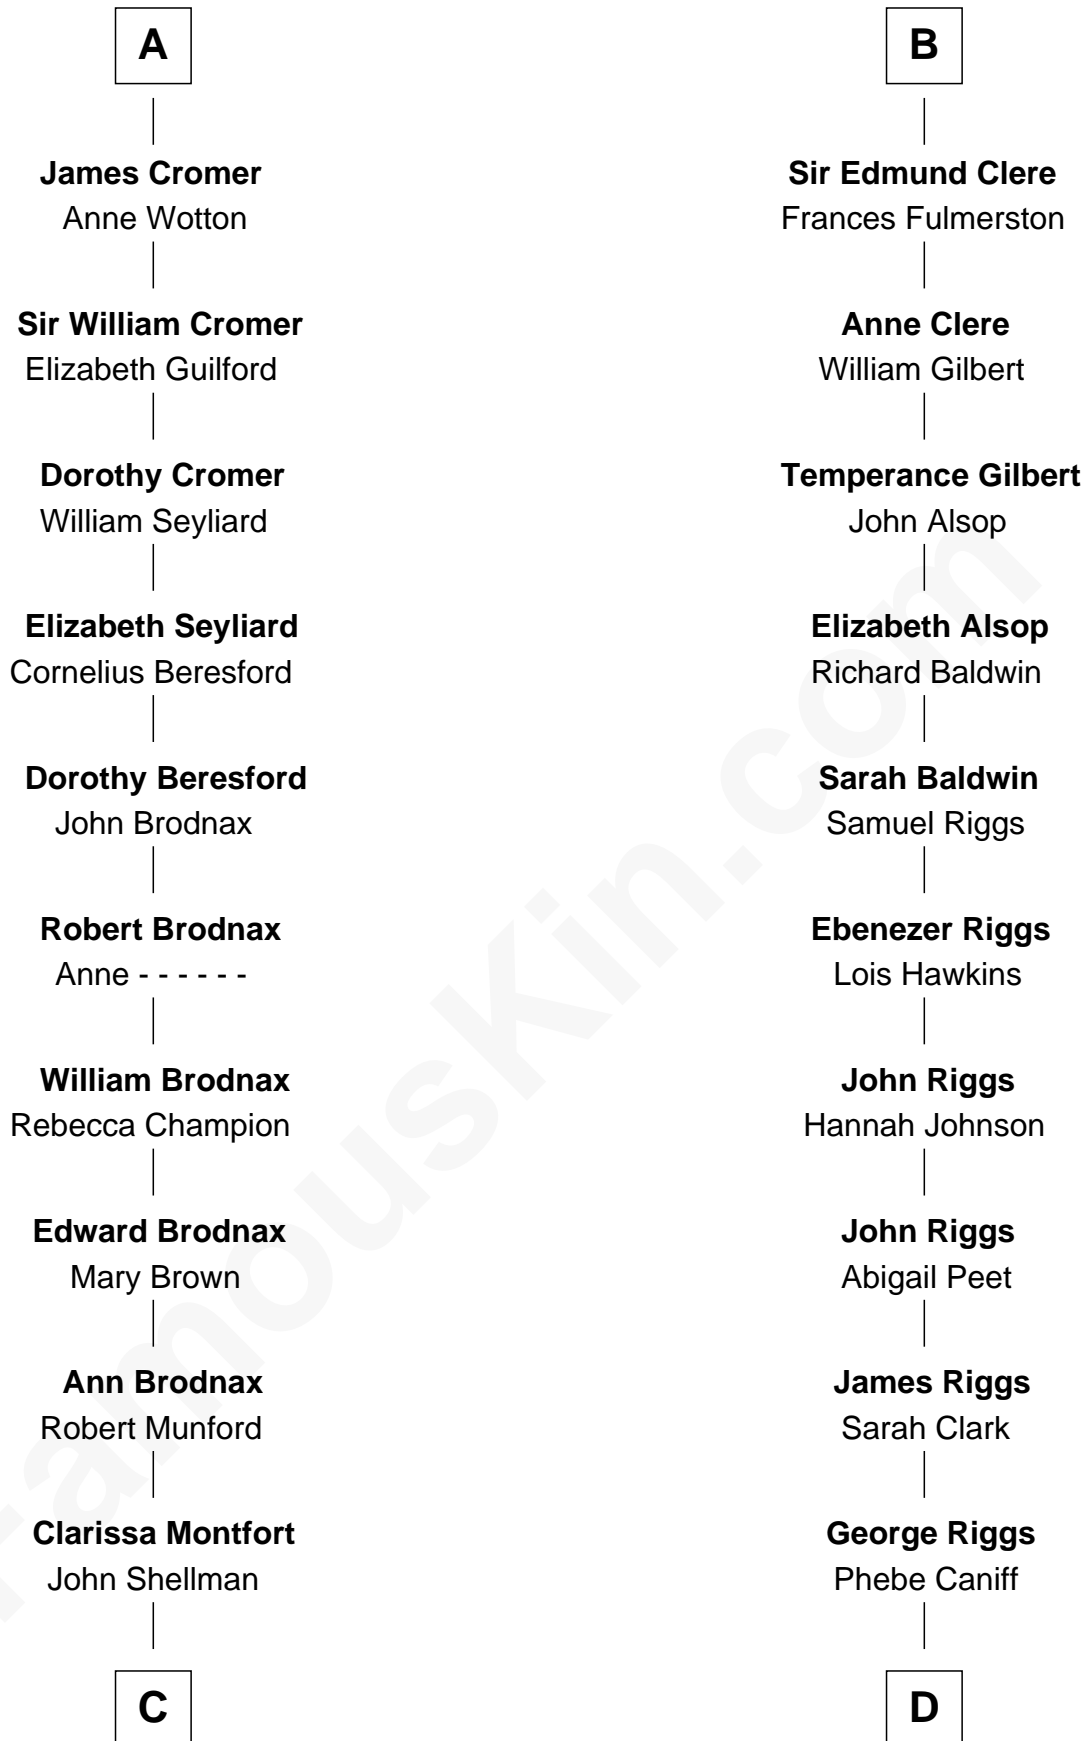 A
James Cromer
Anne Wotton
Sir William Cromer
Elizabeth Guilford
Dorothy Cromer
William Seyliard
Elizabeth Seyliard
Cornelius Beresford
Dorothy Beresford
John Brodnax
Robert Brodnax
Anne - - - - - -
William Brodnax
Rebecca Champion
Edward Brodnax
Mary Brown
Ann Brodnax
Robert Munford
Clarissa Montfort
John Shellman
C
B
Sir Edmund Clere
Frances Fulmerston
Anne Clere
William Gilbert
Temperance Gilbert
John Alsop
Elizabeth Alsop
Richard Baldwin
Sarah Baldwin
Samuel Riggs
Ebenezer Riggs
Lois Hawkins
John Riggs
Hannah Johnson
John Riggs
Abigail Peet
James Riggs
Sarah Clark
George Riggs
Phebe Caniff
D
FamousKin.com